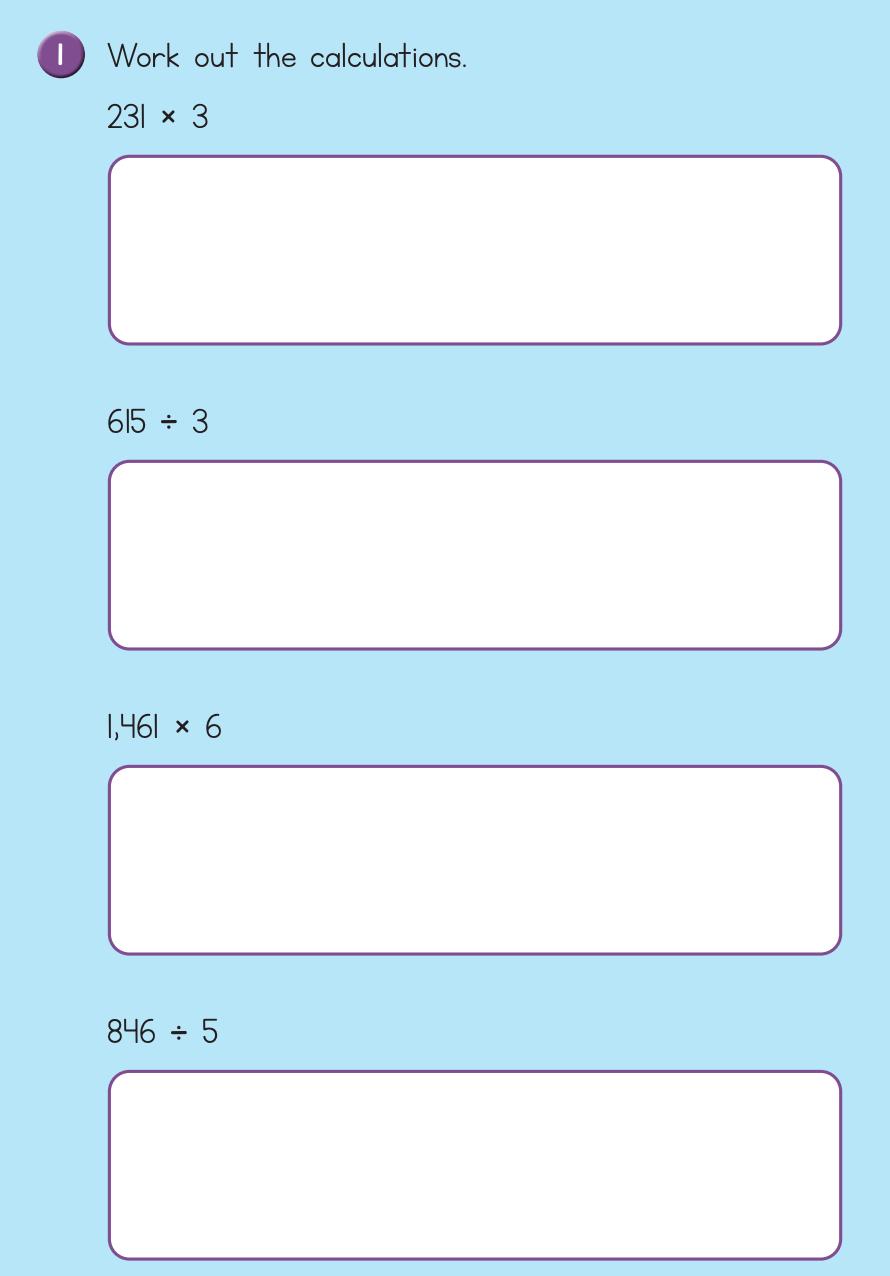 1 Work out the calculations.
231 × 3
615 ÷ 3
1,461 × 6
846 ÷ 5